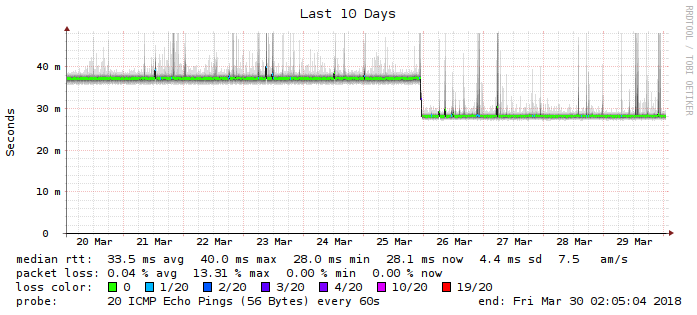 Last 10 Days
RRDTOOL / TOBI OETIKER
Seconds
40 m
30 m
20 m
10 m
0
20 Mar 21 Mar 22 Mar 23 Mar 24 Mar 25 Mar 26 Mar 27 Mar 28 Mar 29 Mar
median rtt: 33.5 ms avg 40.0 ms max 28.0 ms min 28.1 ms now 4.4 ms sd 7.5 am/s
packet loss: 0.04 % avg 13.31 % max 0.00 % min 0.00 % now
loss color: 0 1/20 2/20 3/20 4/20 10/20 19/20
probe: 20 ICMP Echo Pings (56 Bytes) every 60s end: Fri Mar 30 02:05:04 2018